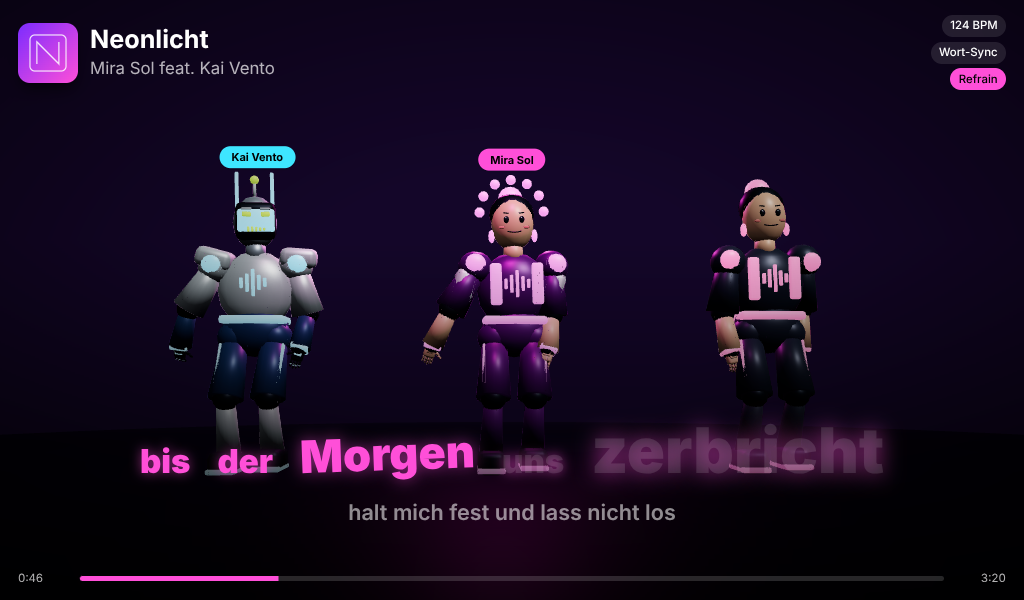 N
Neonlicht
Mira Sol feat. Kai Vento
124 BPM
Wort-Sync
Refrain
Kai Vento
Mira Sol
bis der Morgen uns zerbricht
halt mich fest und lass nicht los
0:46
3:20